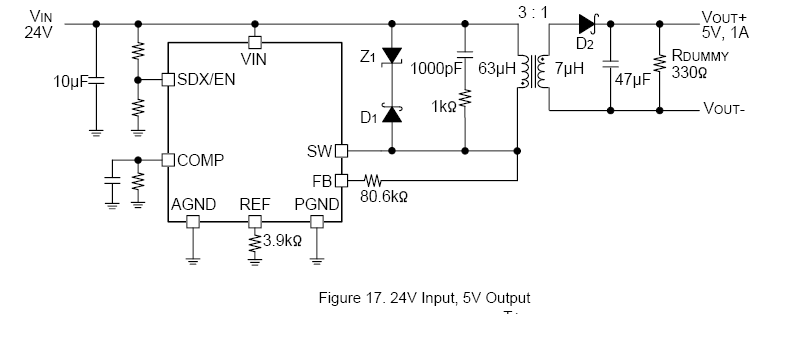 3 : 1
VIN
24V
VOUT+
5V, 1A
D2
VIN
Z1
1000pF
63μH
7μH
RDUMMY
330Ω
10μF
SDX/EN
47μF
1kΩ
D1
VOUT-
SW
COMP
FB
80.6kΩ
AGND
REF
PGND
3.9kΩ
Figure 17. 24V Input, 5V Output